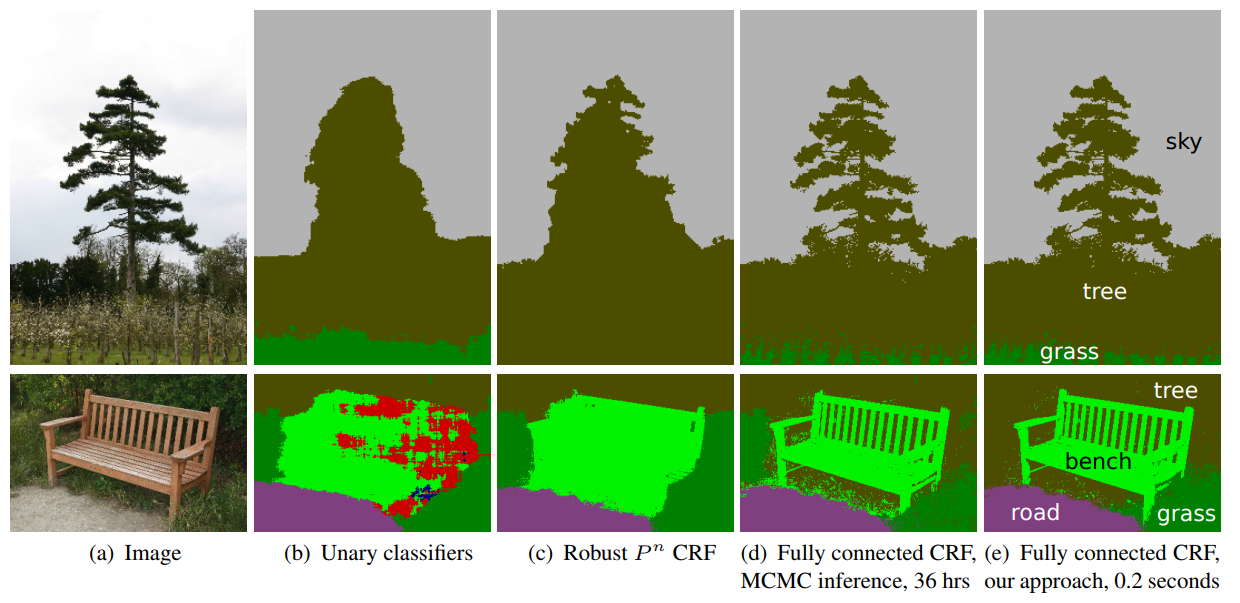 sky
tree
grass
tree
bench
road
grass
(a) Image
(b) Unary classifiers
(c) Robust P^n CRF
(d) Fully connected CRF,
MCMC inference, 36 hrs
(e) Fully connected CRF,
our approach, 0.2 seconds